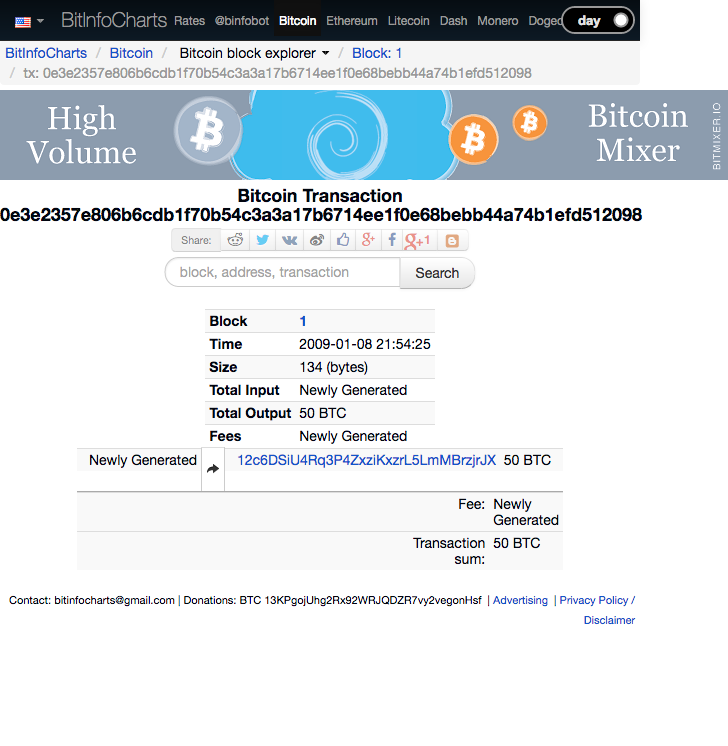 BitInfoCharts Rates @binfobot Bitcoin Ethereum Litecoin Dash Monero Doged day
BitInfoCharts / Bitcoin / Bitcoin block explorer / Block: 1
/ tx: 0e3e2357e806b6cdb1f70b54c3a3a17b6714ee1f0e68bebb44a74b1efd512098
High
Volume
Bitcoin
Mixer
BITMIXER.IO
Bitcoin Transaction
0e3e2357e806b6cdb1f70b54c3a3a17b6714ee1f0e68bebb44a74b1efd512098
Share: g+ f g+1
block, address, transaction Search
Block 1
Time 2009-01-08 21:54:25
Size 134 (bytes)
Total Input Newly Generated
Total Output 50 BTC
Fees Newly Generated
Newly Generated 12c6DSiU4Rq3P4ZxziKxzrL5LmMBrzjrJX 50 BTC
Fee: Newly
Generated
Transaction 50 BTC
sum:
Contact: bitinfocharts@gmail.com | Donations: BTC 13KPgojUhg2Rx92WRJQDZR7vy2vegonHsf | Advertising | Privacy Policy /
Disclaimer